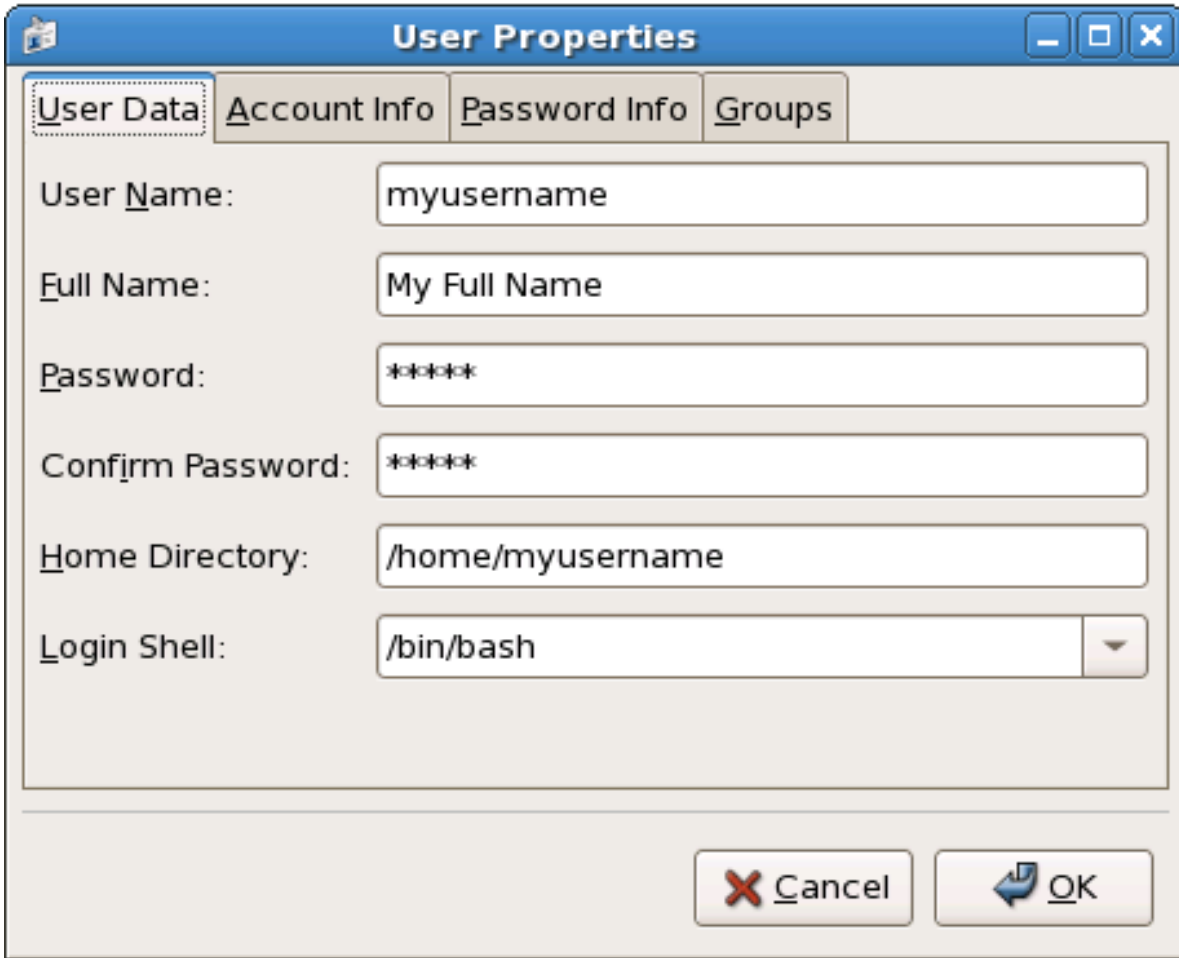 User Properties
User Data Account Info Password Info Groups
User Name: myusername
Full Name: My Full Name
Password: *****
Confirm Password: *****
Home Directory: /home/myusername
Login Shell: /bin/bash
Cancel OK